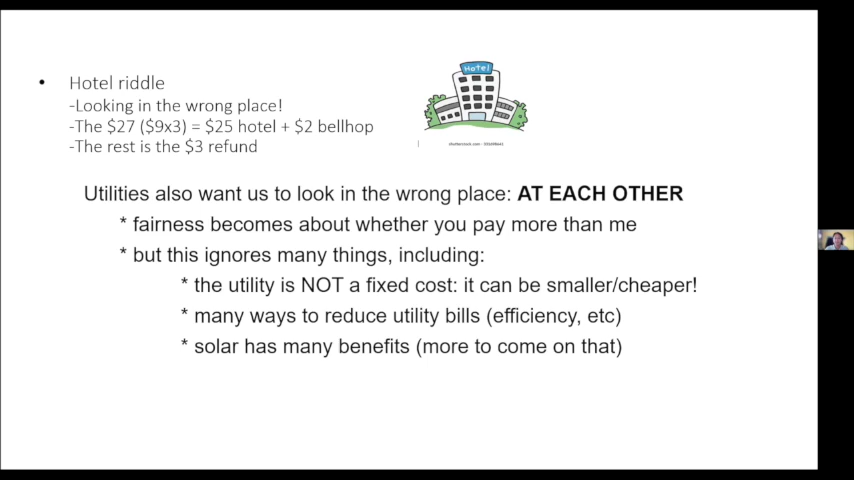 • Hotel riddle
-Looking in the wrong place!
-The $27 ($9x3) = $25 hotel + $2 bellhop
-The rest is the $3 refund
Hotel
Utilities also want us to look in the wrong place: AT EACH OTHER
* fairness becomes about whether you pay more than me
* but this ignores many things, including:
* the utility is NOT a fixed cost: it can be smaller/cheaper!
* many ways to reduce utility bills (efficiency, etc)
* solar has many benefits (more to come on that)